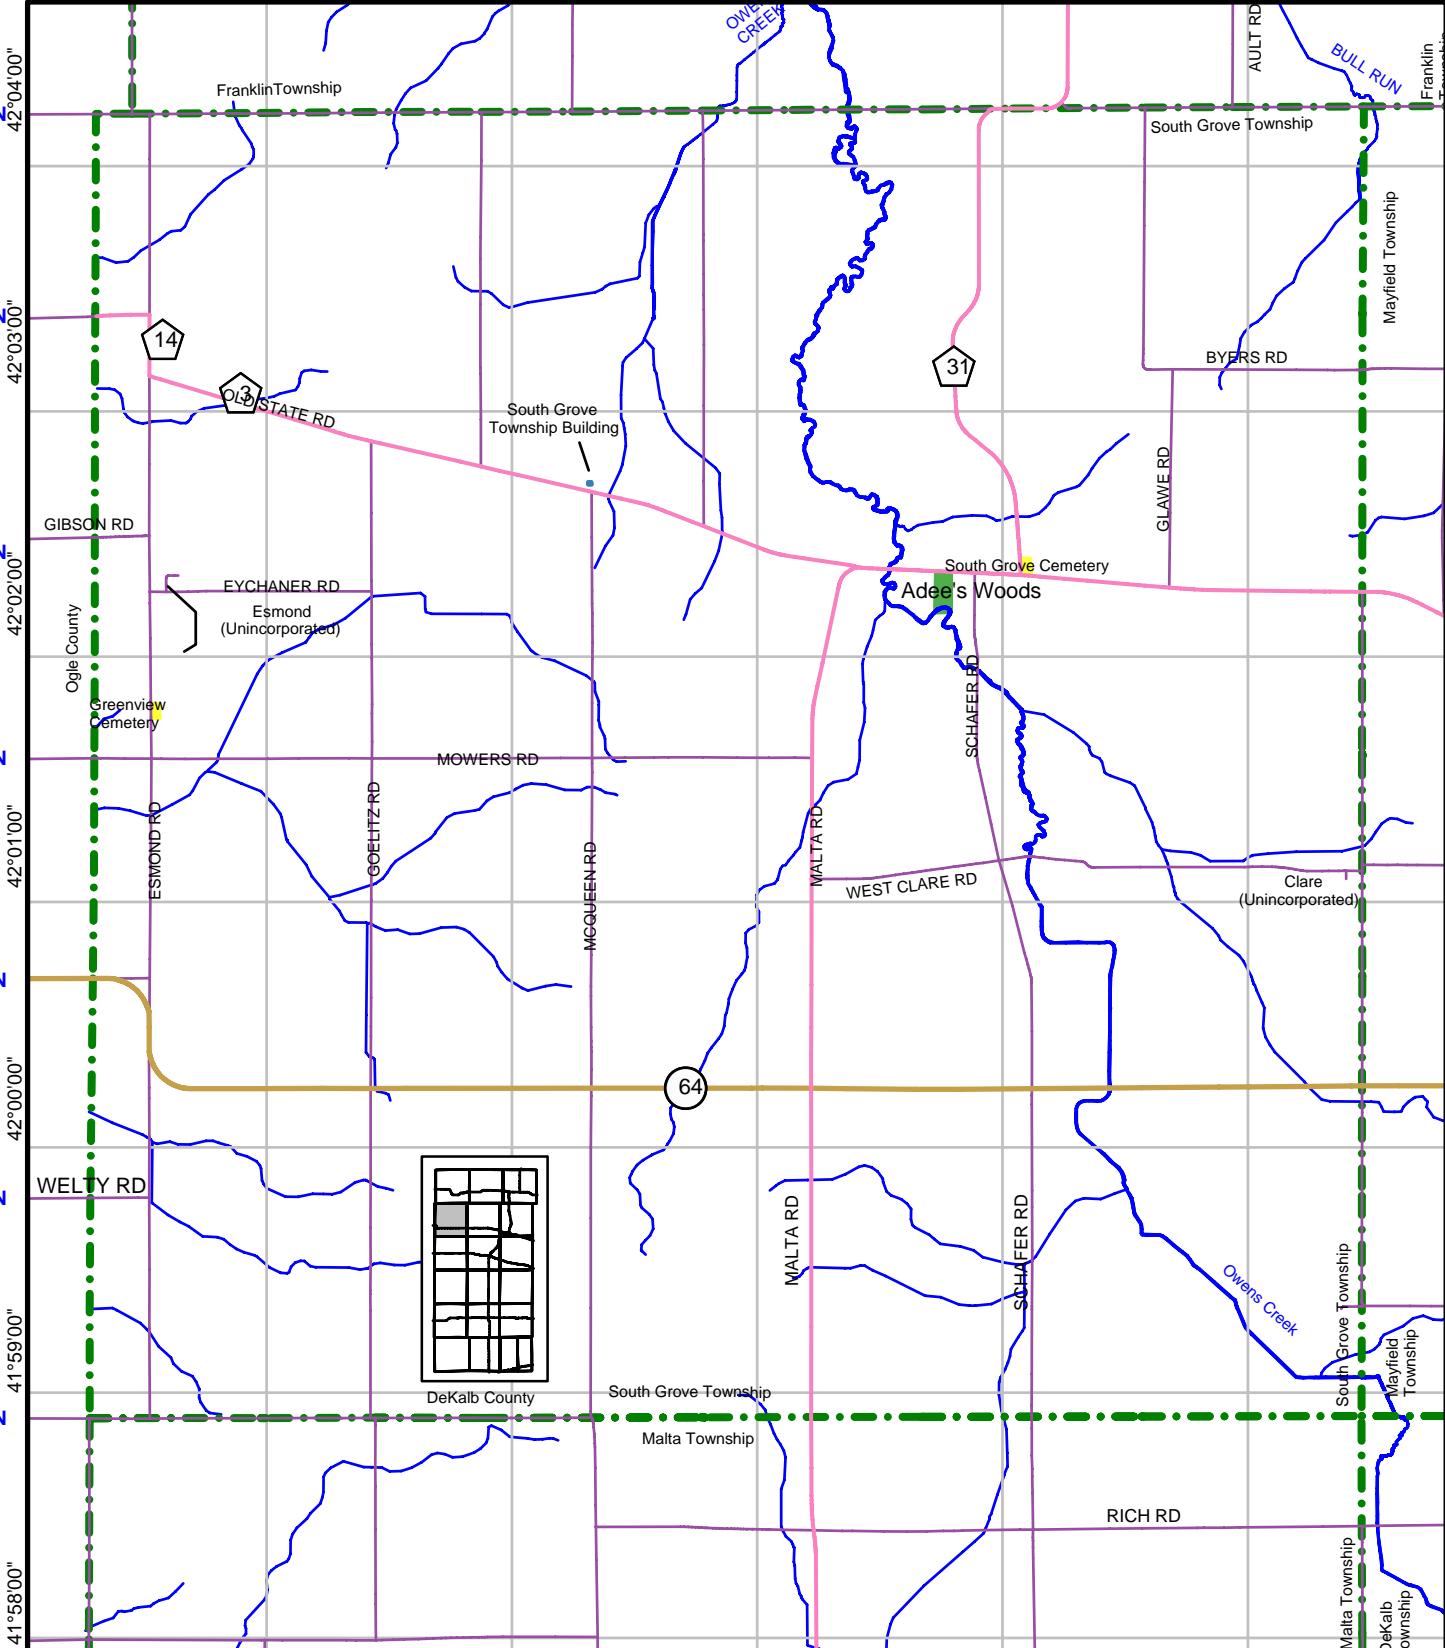 OWE
CREEK
AULT RD
BULL RUN
Franklin
42°04'00"
FranklinTownship
South Grove Township
Mayfield Township
42°03'00"
14
3
OLD STATE RD
South Grove
Township Building
31
BYERS RD
GLAWE RD
N
GIBSON RD
42°02'00"
EYCHANER RD
Esmond
(Unincorporated)
South Grove Cemetery
Adee's Woods
Ogle County
Greenview
Cemetery
SCHAFER RD
N
MOWERS RD
42°01'00"
ESMOND RD
GOELITZ RD
MCQUEEN RD
MALTA RD
WEST CLARE RD
Clare
(Unincorporated)
N
42°00'00"
64
WELTY RD
N
MALTA RD
SCHAFER RD
Owens Creek
South Grove Township
Mayfield
Township
41°59'00"
DeKalb County
South Grove Township
N
Malta Township
RICH RD
41°58'00"
Malta Township
DeKalb
ownship